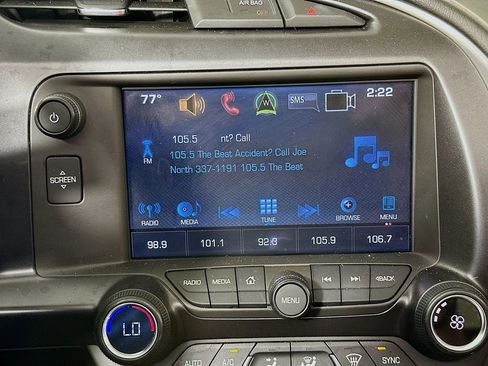 AIR BAG
OFF
77°
W
SMS
2:22
105.5 nt? Call
FM
105.5 The Beat Accident? Call Joe
North 337-1191 105.5 The Beat
SCREEN
RADIO MEDIA TUNE BROWSE MENU
98.9 101.1 92.3 105.9 106.7
RADIO MEDIA MENU BACK
LO
AUTO A/C SYNC